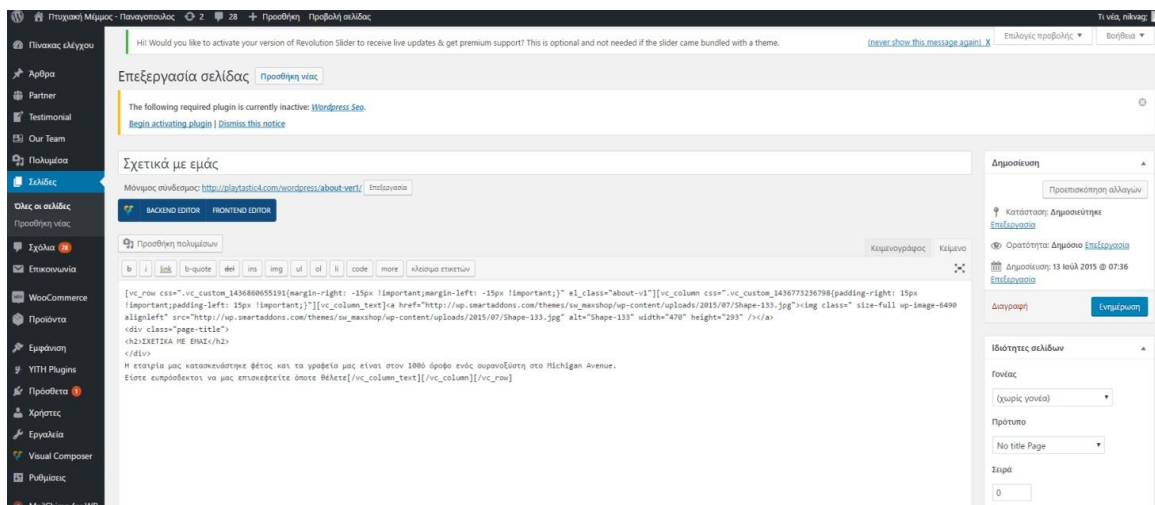 Πτυχιακή Μέμμος - Παναγοπουλος 2 28 + Προσθήκη Προβολή σελίδας Τι νέα, nikvag;
Πίνακας ελέγχου
Άρθρα
Partner
Testimonial
Our Team
Πολυμέσα
Σελίδες
Όλες οι σελίδες
Προσθήκη νέας
Σχόλια 28
Επικοινωνία
WooCommerce
Προϊόντα
Εμφάνιση
YITH Plugins
Πρόσθετα 1
Χρήστες
Εργαλεία
Visual Composer
Ρυθμίσεις
Hi! Would you like to activate your version of Revolution Slider to receive live updates & get premium support? This is optional and not needed if the slider came bundled with a theme. (never show this message again) X
Επιλογές προβολής Βοήθεια
Επεξεργασία σελίδας Προσθήκη νέας
The following required plugin is currently inactive: Wordpress Seo.
Begin activating plugin | Dismiss this notice
Σχετικά με εμάς
Μόνιμος σύνδεσμος: http://playtastic4.com/wordpress/about-ver1/ Επεξεργασία
BACKEND EDITOR FRONTEND EDITOR
Προσθήκη πολυμέσων Κειμενογράφος Κείμενο
b i link b-quote del ins img ul ol li code more κλείσιμο ετικετών
[vc_row css=".vc_custom_1436860655191{margin-right: -15px !important;margin-left: -15px !important;}" el_class="about-v1"][vc_column css=".vc_custom_1436773236798{padding-right: 15px
!important;padding-left: 15px !important;}"][vc_column_text]<a href="http://wp.smartaddons.com/themes/sw_maxshop/wp-content/uploads/2015/07/Shape-133.jpg"><img class=" size-full wp-image-6490
alignleft" src="http://wp.smartaddons.com/themes/sw_maxshop/wp-content/uploads/2015/07/Shape-133.jpg" alt="Shape-133" width="470" height="293" /></a>
<div class="page-title">
<h2>ΣΧΕΤΙΚΑ ΜΕ ΕΜΑΣ</h2>
</div>
Η εταιρία μας κατασκευάστηκε φέτος και τα γραφεία μας είναι στον 100ό όροφο ενός ουρανοξύστη στο Michigan Avenue.
Είστε ευπρόσδεκτοι να μας επισκεφτείτε όποτε θέλετε[/vc_column_text][/vc_column][/vc_row]
Δημοσίευση
Προεπισκόπηση αλλαγών
Κατάσταση: Δημοσιεύτηκε
Επεξεργασία
Ορατότητα: Δημόσιο Επεξεργασία
Δημοσίευση: 13 Ιούλ 2015 @ 07:36
Επεξεργασία
Διαγραφή Ενημέρωση
Ιδιότητες σελίδων
Γονέας
(χωρίς γονέα)
Πρότυπο
No title Page
Σειρά
0